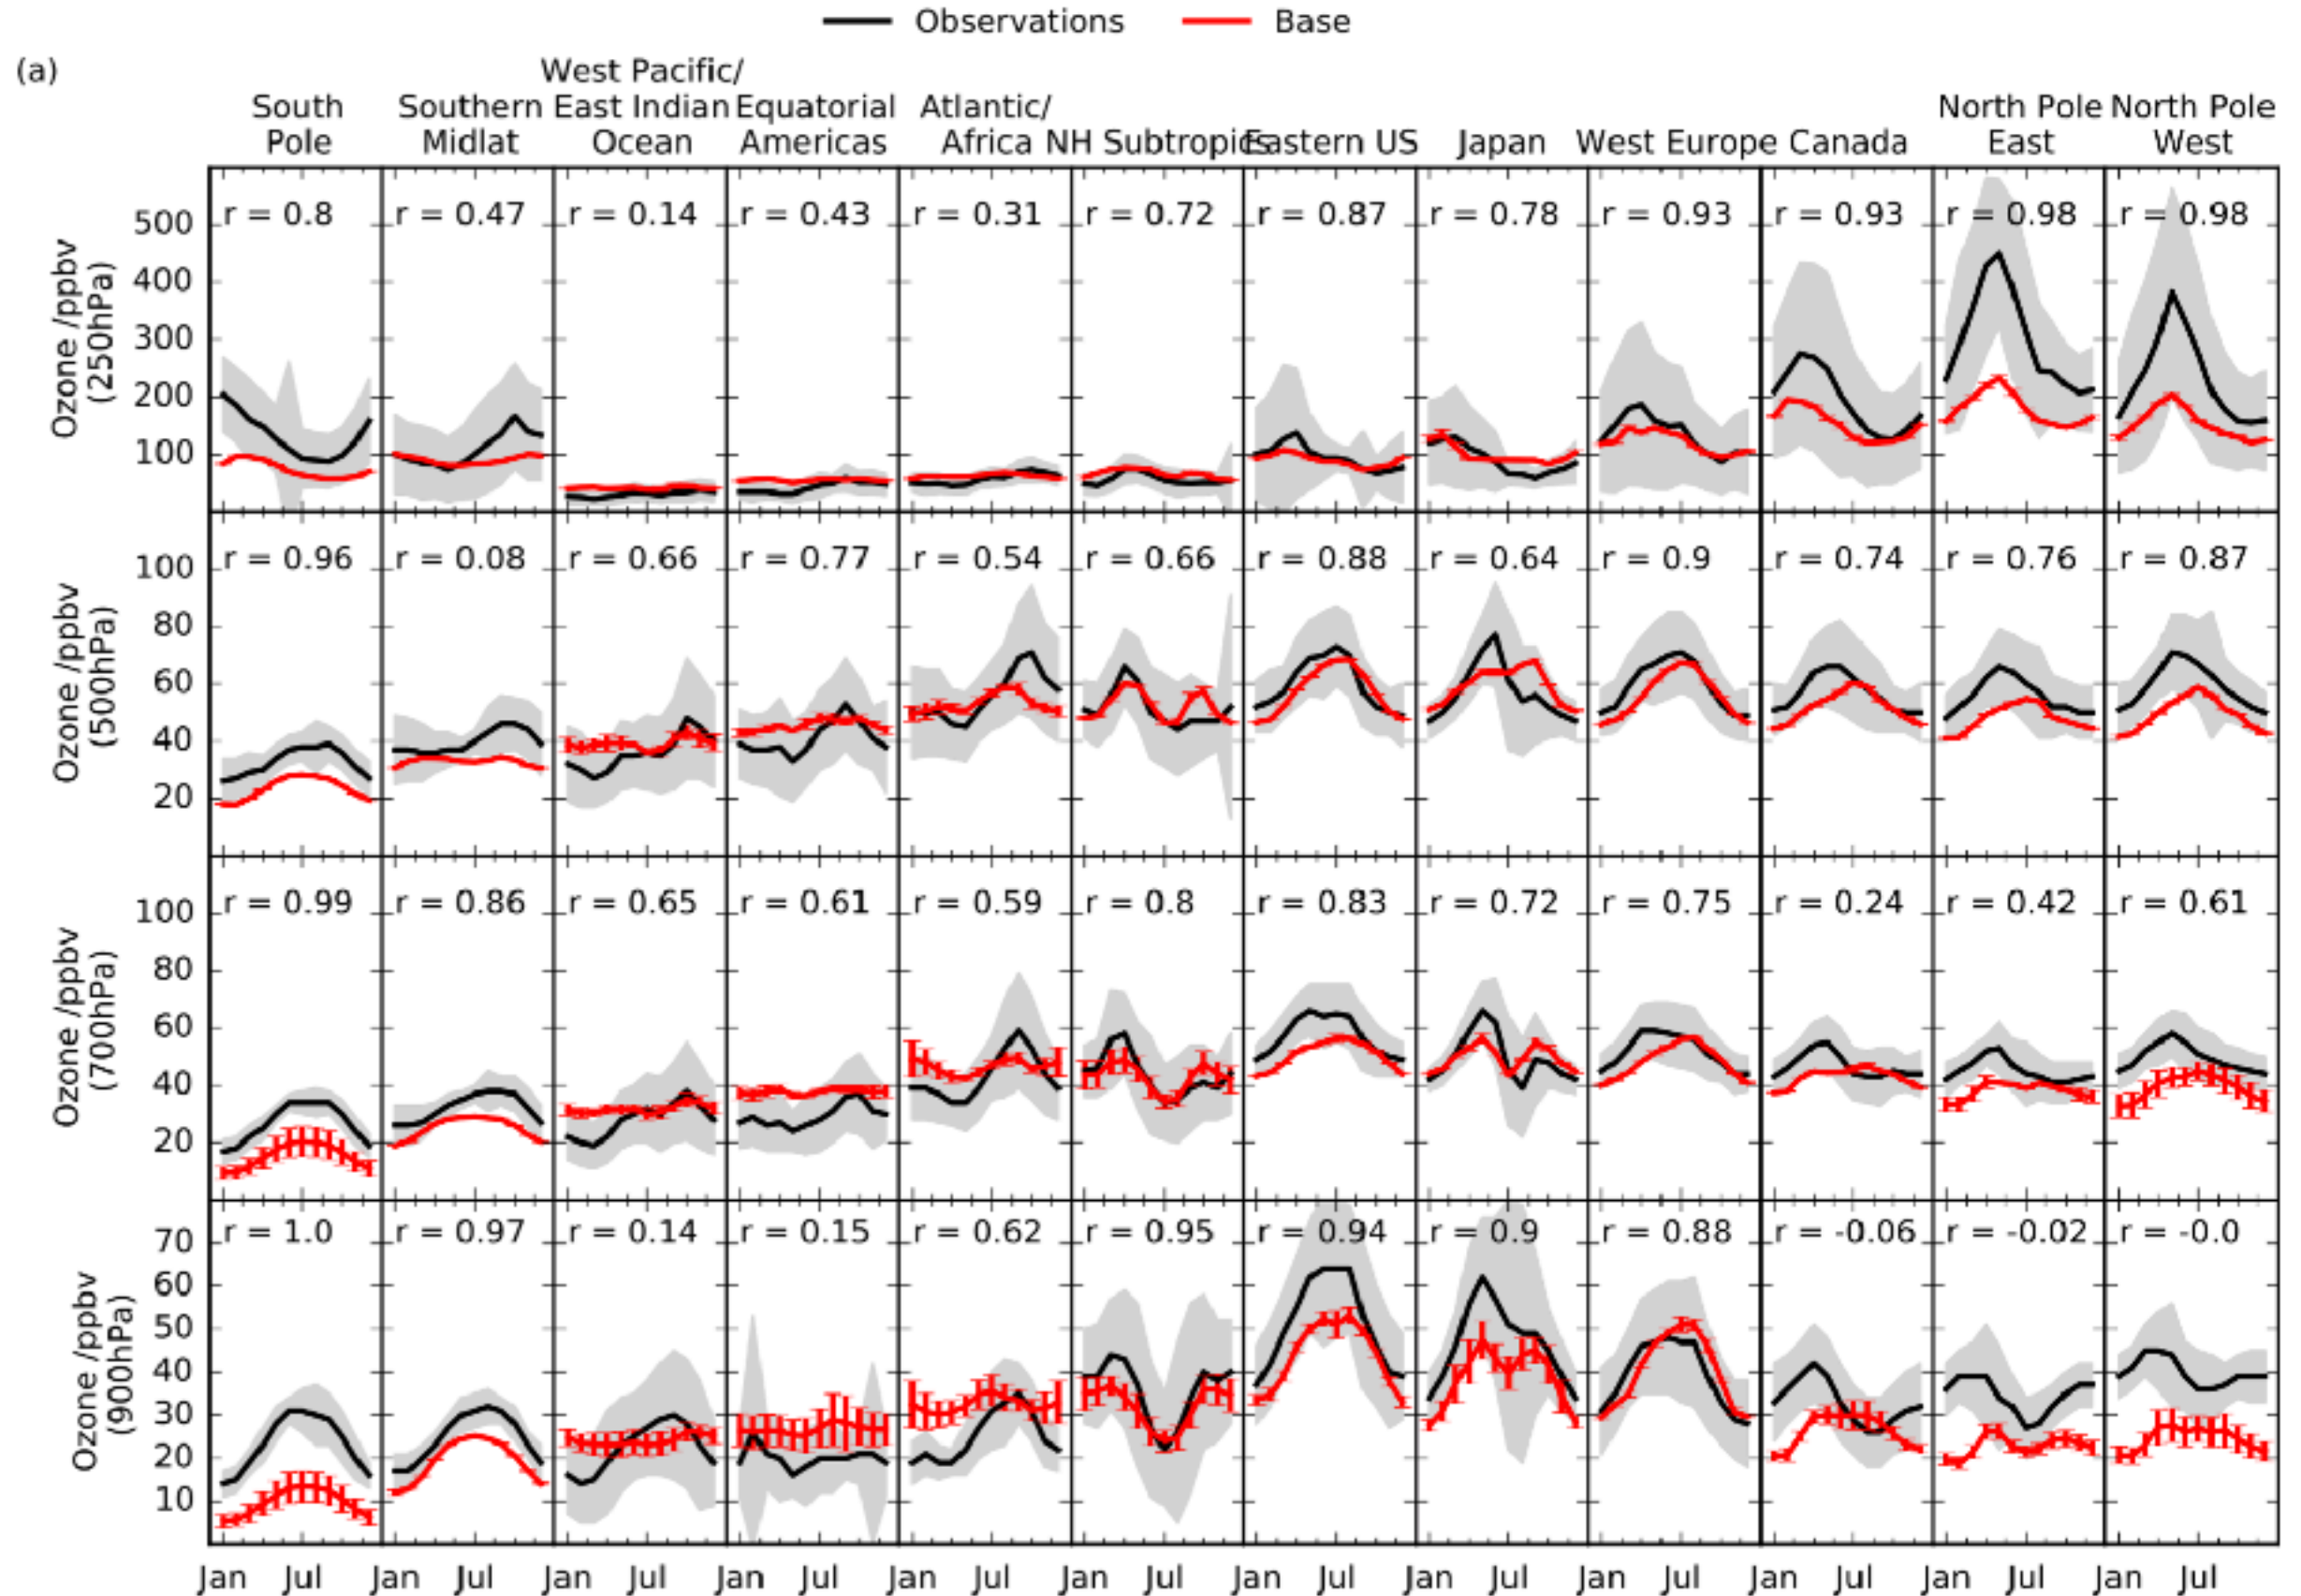 Observations Base
(a)
South Pole
Southern Midlat
West Pacific/ East Indian Ocean
Equatorial Americas
Atlantic/ Africa
NH Subtropics
Eastern US
Japan
West Europe
Canada
North Pole East
North Pole West
Ozone /ppbv (250hPa)
500
400
300
200
100
r = 0.8 r = 0.47 r = 0.14 r = 0.43 r = 0.31 r = 0.72 r = 0.87 r = 0.78 r = 0.93 r = 0.93 r = 0.98 r = 0.98
Ozone /ppbv (500hPa)
100
80
60
40
20
r = 0.96 r = 0.08 r = 0.66 r = 0.77 r = 0.54 r = 0.66 r = 0.88 r = 0.64 r = 0.9 r = 0.74 r = 0.76 r = 0.87
Ozone /ppbv (700hPa)
100
80
60
40
20
r = 0.99 r = 0.86 r = 0.65 r = 0.61 r = 0.59 r = 0.8 r = 0.83 r = 0.72 r = 0.75 r = 0.24 r = 0.42 r = 0.61
Ozone /ppbv (900hPa)
70
60
50
40
30
20
10
r = 1.0 r = 0.97 r = 0.14 r = 0.15 r = 0.62 r = 0.95 r = 0.94 r = 0.9 r = 0.88 r = -0.06 r = -0.02 r = -0.0
Jan Jul Jan Jul Jan Jul Jan Jul Jan Jul Jan Jul Jan Jul Jan Jul Jan Jul Jan Jul Jan Jul Jan Jul